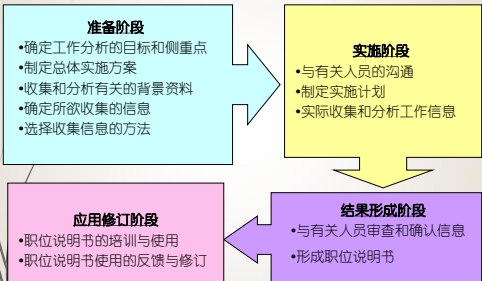 准备阶段
•确定工作分析的目标和侧重点
•制定总体实施方案
•收集和分析有关的背景资料
•确定所欲收集的信息
•选择收集信息的方法
实施阶段
•与有关人员的沟通
•制定实施计划
•实际收集和分析工作信息
结果形成阶段
•与有关人员审查和确认信息
•形成职位说明书
应用修订阶段
•职位说明书的培训与使用
•职位说明书使用的反馈与修订